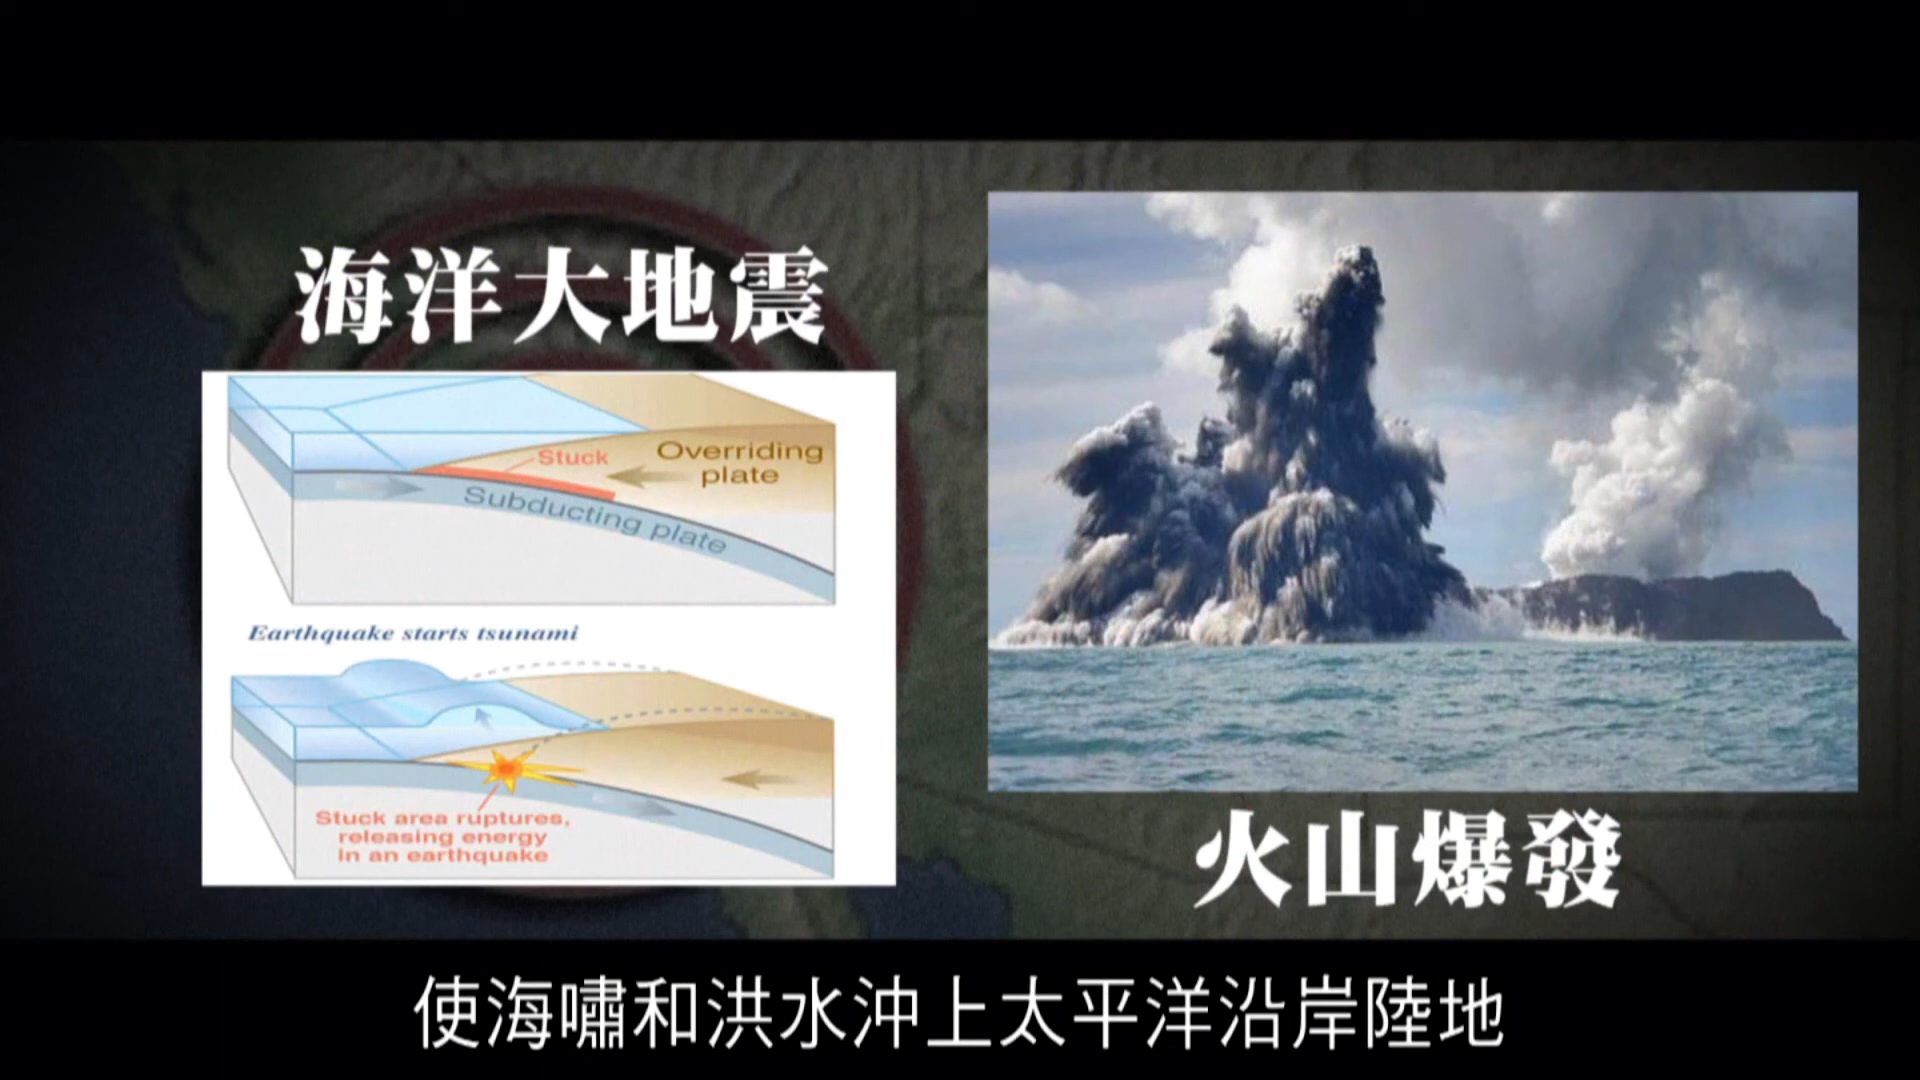 海洋大地震
Stuck
Overriding
plate
Subducting plate
Earthquake starts tsunami
Stuck area ruptures,
releasing energy
in an earthquake
火山爆發
使海嘯和洪水沖上太平洋沿岸陸地